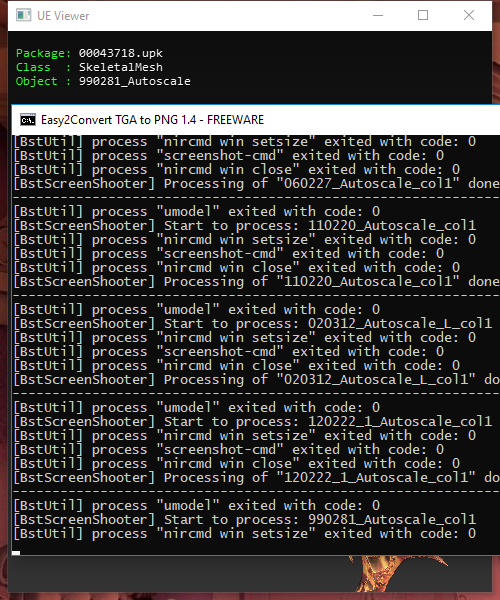 UE Viewer
Package: 00043718.upk
Class  : SkeletalMesh
Object : 990281_Autoscale
Easy2Convert TGA to PNG 1.4 - FREEWARE
[BstUtil] process "nircmd win setsize" exited with code: 0
[BstUtil] process "screenshot-cmd" exited with code: 0
[BstUtil] process "nircmd win close" exited with code: 0
[BstScreenShooter] Processing of "060227_Autoscale_col1" done
--------------------------------------------------------------
[BstUtil] process "umodel" exited with code: 0
[BstScreenShooter] Start to process: 110220_Autoscale_col1
[BstUtil] process "nircmd win setsize" exited with code: 0
[BstUtil] process "screenshot-cmd" exited with code: 0
[BstUtil] process "nircmd win close" exited with code: 0
[BstScreenShooter] Processing of "110220_Autoscale_col1" done
--------------------------------------------------------------
[BstUtil] process "umodel" exited with code: 0
[BstScreenShooter] Start to process: 020312_Autoscale_L_col1
[BstUtil] process "nircmd win setsize" exited with code: 0
[BstUtil] process "screenshot-cmd" exited with code: 0
[BstUtil] process "nircmd win close" exited with code: 0
[BstScreenShooter] Processing of "020312_Autoscale_L_col1" do
--------------------------------------------------------------
[BstUtil] process "umodel" exited with code: 0
[BstScreenShooter] Start to process: 120222_1_Autoscale_col1
[BstUtil] process "nircmd win setsize" exited with code: 0
[BstUtil] process "screenshot-cmd" exited with code: 0
[BstUtil] process "nircmd win close" exited with code: 0
[BstScreenShooter] Processing of "120222_1_Autoscale_col1" do
--------------------------------------------------------------
[BstUtil] process "umodel" exited with code: 0
[BstScreenShooter] Start to process: 990281_Autoscale_col1
[BstUtil] process "nircmd win setsize" exited with code: 0